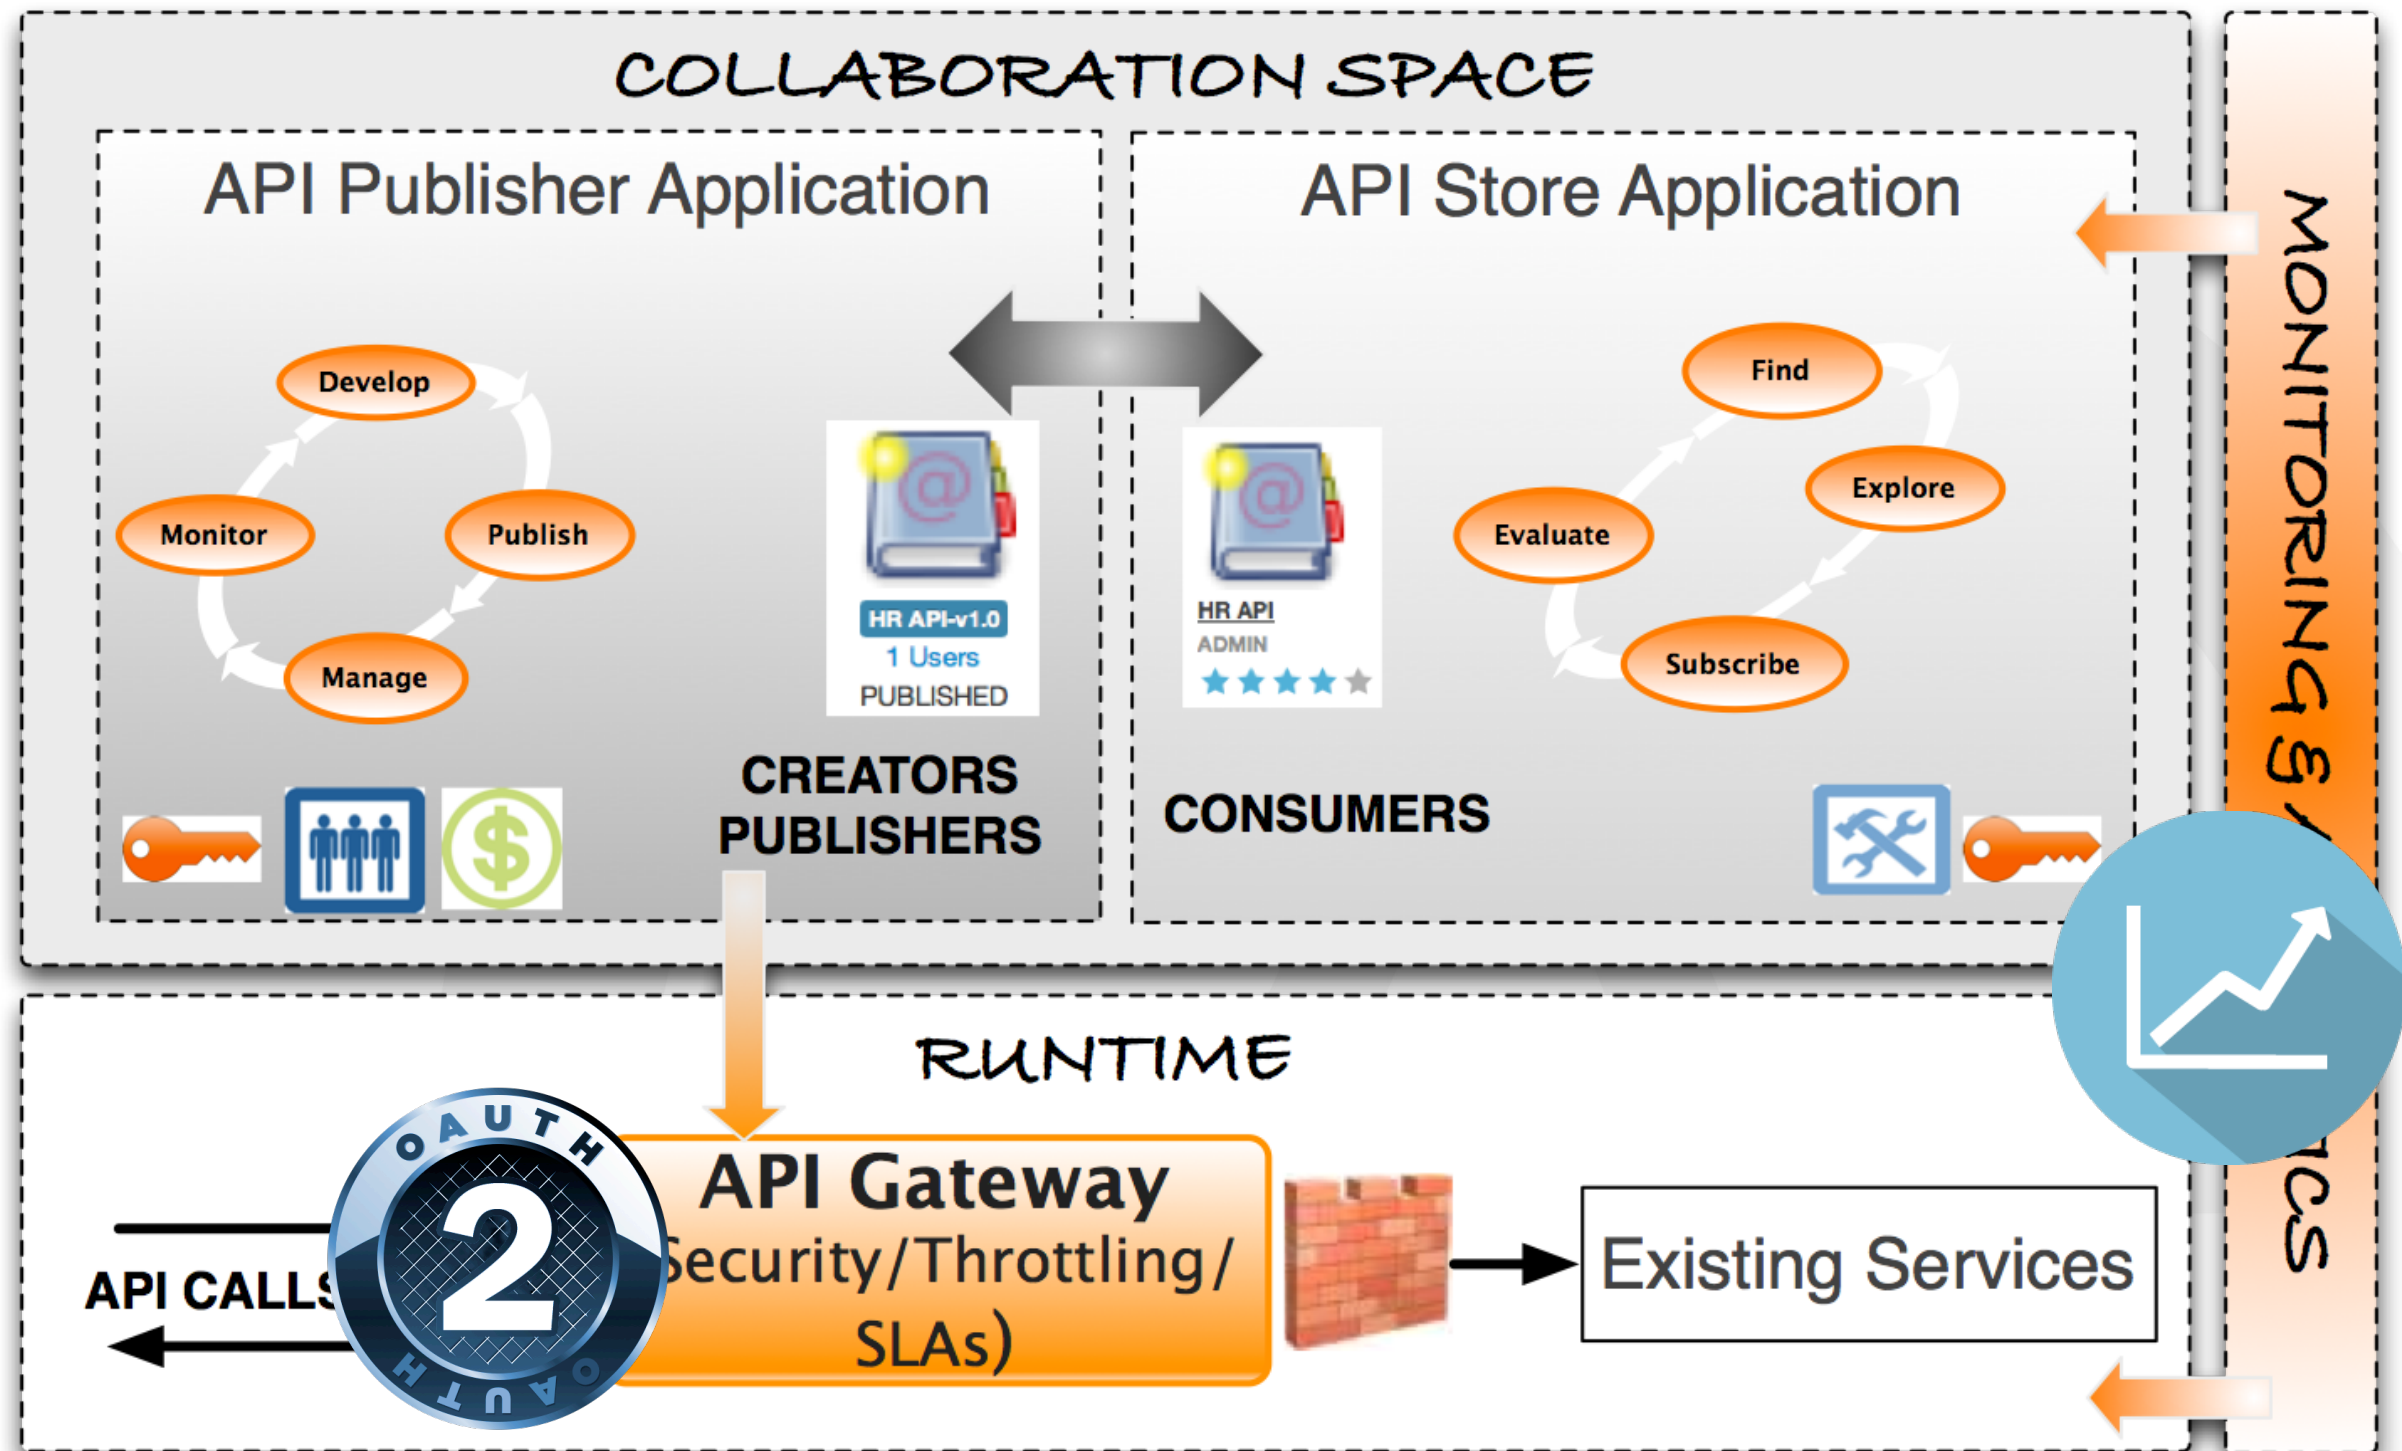 COLLABORATION SPACE
API Publisher Application
Develop
Monitor
Publish
Manage
HR API-v1.0
1 Users
PUBLISHED
CREATORS
PUBLISHERS
API Store Application
Find
Explore
Evaluate
Subscribe
HR API
ADMIN
CONSUMERS
MONITORING &
RUNTIME
API CALLS
OAUTH
2
OAUTH
API Gateway
Security/Throttling/
SLAs)
Existing Services